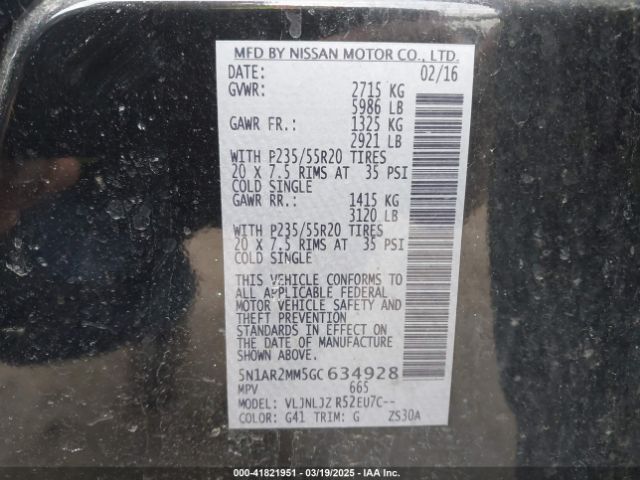 MFD BY NISSAN MOTOR CO., LTD.
DATE: 02/16
GVWR: 2715 KG
5986 LB
GAWR FR.: 1325 KG
2921 LB
WITH P235/55R20 TIRES
20 X 7.5 RIMS AT 35 PSI
COLD SINGLE
GAWR RR.: 1415 KG
3120 LB
WITH P235/55R20 TIRES
20 X 7.5 RIMS AT 35 PSI
COLD SINGLE
THIS VEHICLE CONFORMS TO
ALL APPLICABLE FEDERAL
MOTOR VEHICLE SAFETY AND
THEFT PREVENTION
STANDARDS IN EFFECT ON
THE DATE OF MANUFACTURE
SHOWN ABOVE.
5N1AR2MM5GC634928
MPV 665
MODEL: VLJNLJZ R52EU7C--
COLOR: G41 TRIM: G ZS30A
000-41821951 - 03/19/2025 - IAA, Inc.